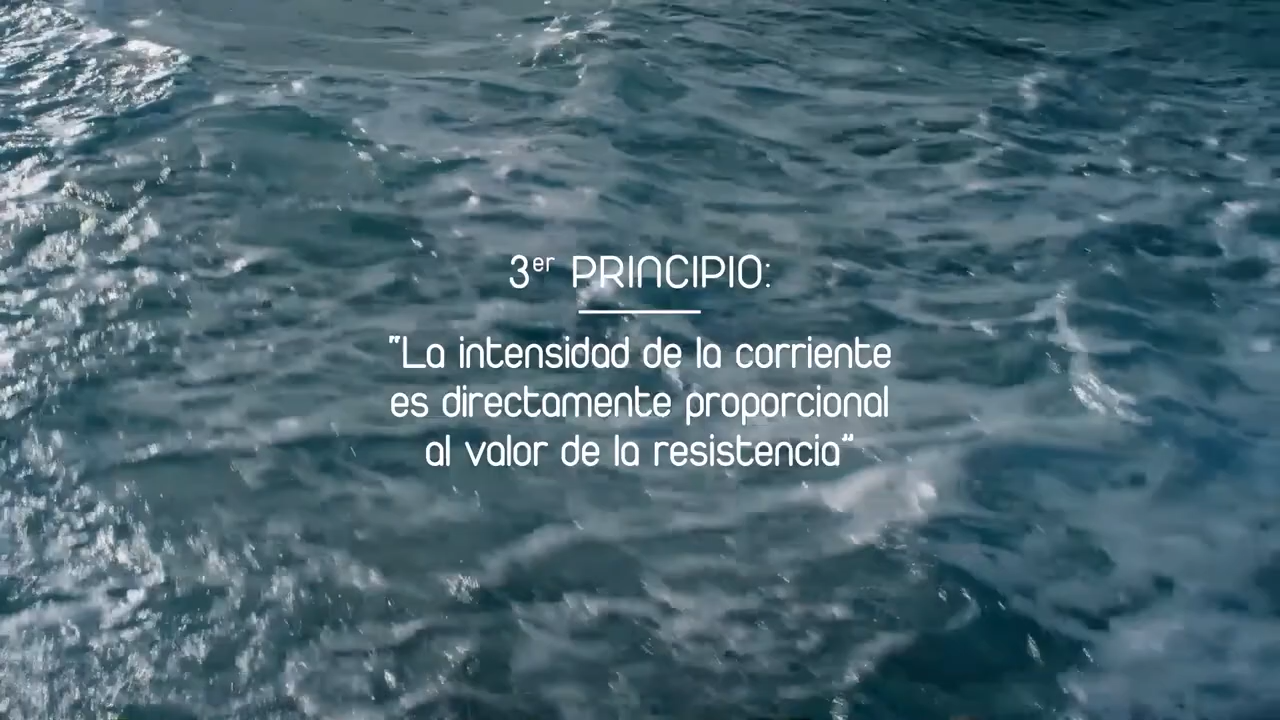 3er PRINCIPIO:
"La intensidad de la corriente
es directamente proporcional
al valor de la resistencia"